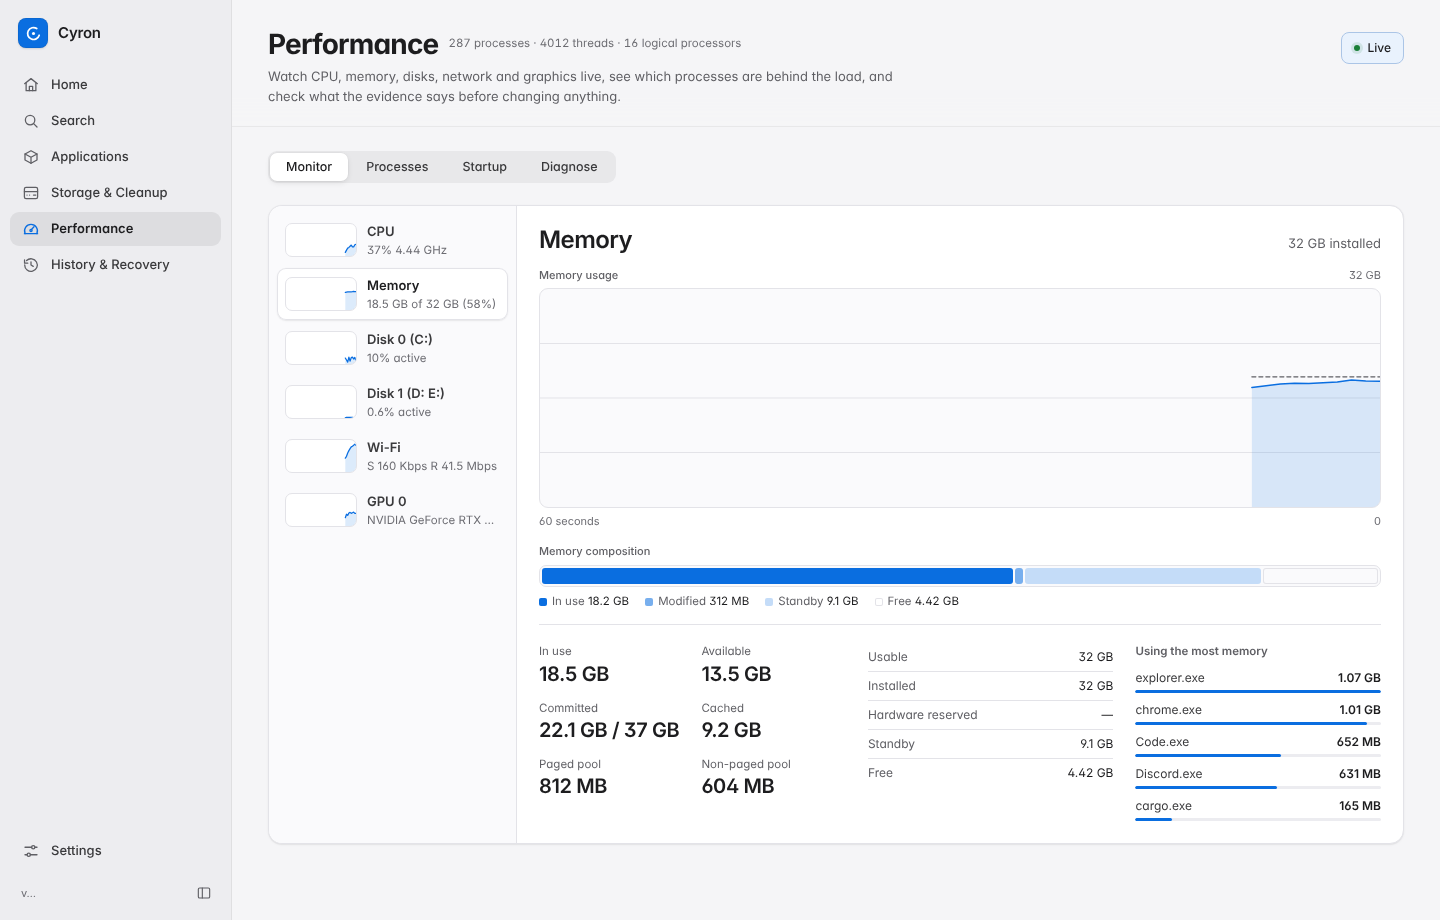 Cyron
Home
Search
Applications
Storage & Cleanup
Performance
History & Recovery
Settings
v...
Performance 287 processes · 4012 threads · 16 logical processors
Live
Watch CPU, memory, disks, network and graphics live, see which processes are behind the load, and
check what the evidence says before changing anything.
Monitor Processes Startup Diagnose
CPU
37% 4.44 GHz
Memory
18.5 GB of 32 GB (58%)
Disk 0 (C:)
10% active
Disk 1 (D: E:)
0.6% active
Wi-Fi
S 160 Kbps R 41.5 Mbps
GPU 0
NVIDIA GeForce RTX ...
Memory 32 GB installed
Memory usage 32 GB
60 seconds 0
Memory composition
In use 18.2 GB Modified 312 MB Standby 9.1 GB Free 4.42 GB
In use Available
18.5 GB 13.5 GB
Committed Cached
22.1 GB / 37 GB 9.2 GB
Paged pool Non-paged pool
812 MB 604 MB
Usable 32 GB
Installed 32 GB
Hardware reserved —
Standby 9.1 GB
Free 4.42 GB
Using the most memory
explorer.exe 1.07 GB
chrome.exe 1.01 GB
Code.exe 652 MB
Discord.exe 631 MB
cargo.exe 165 MB